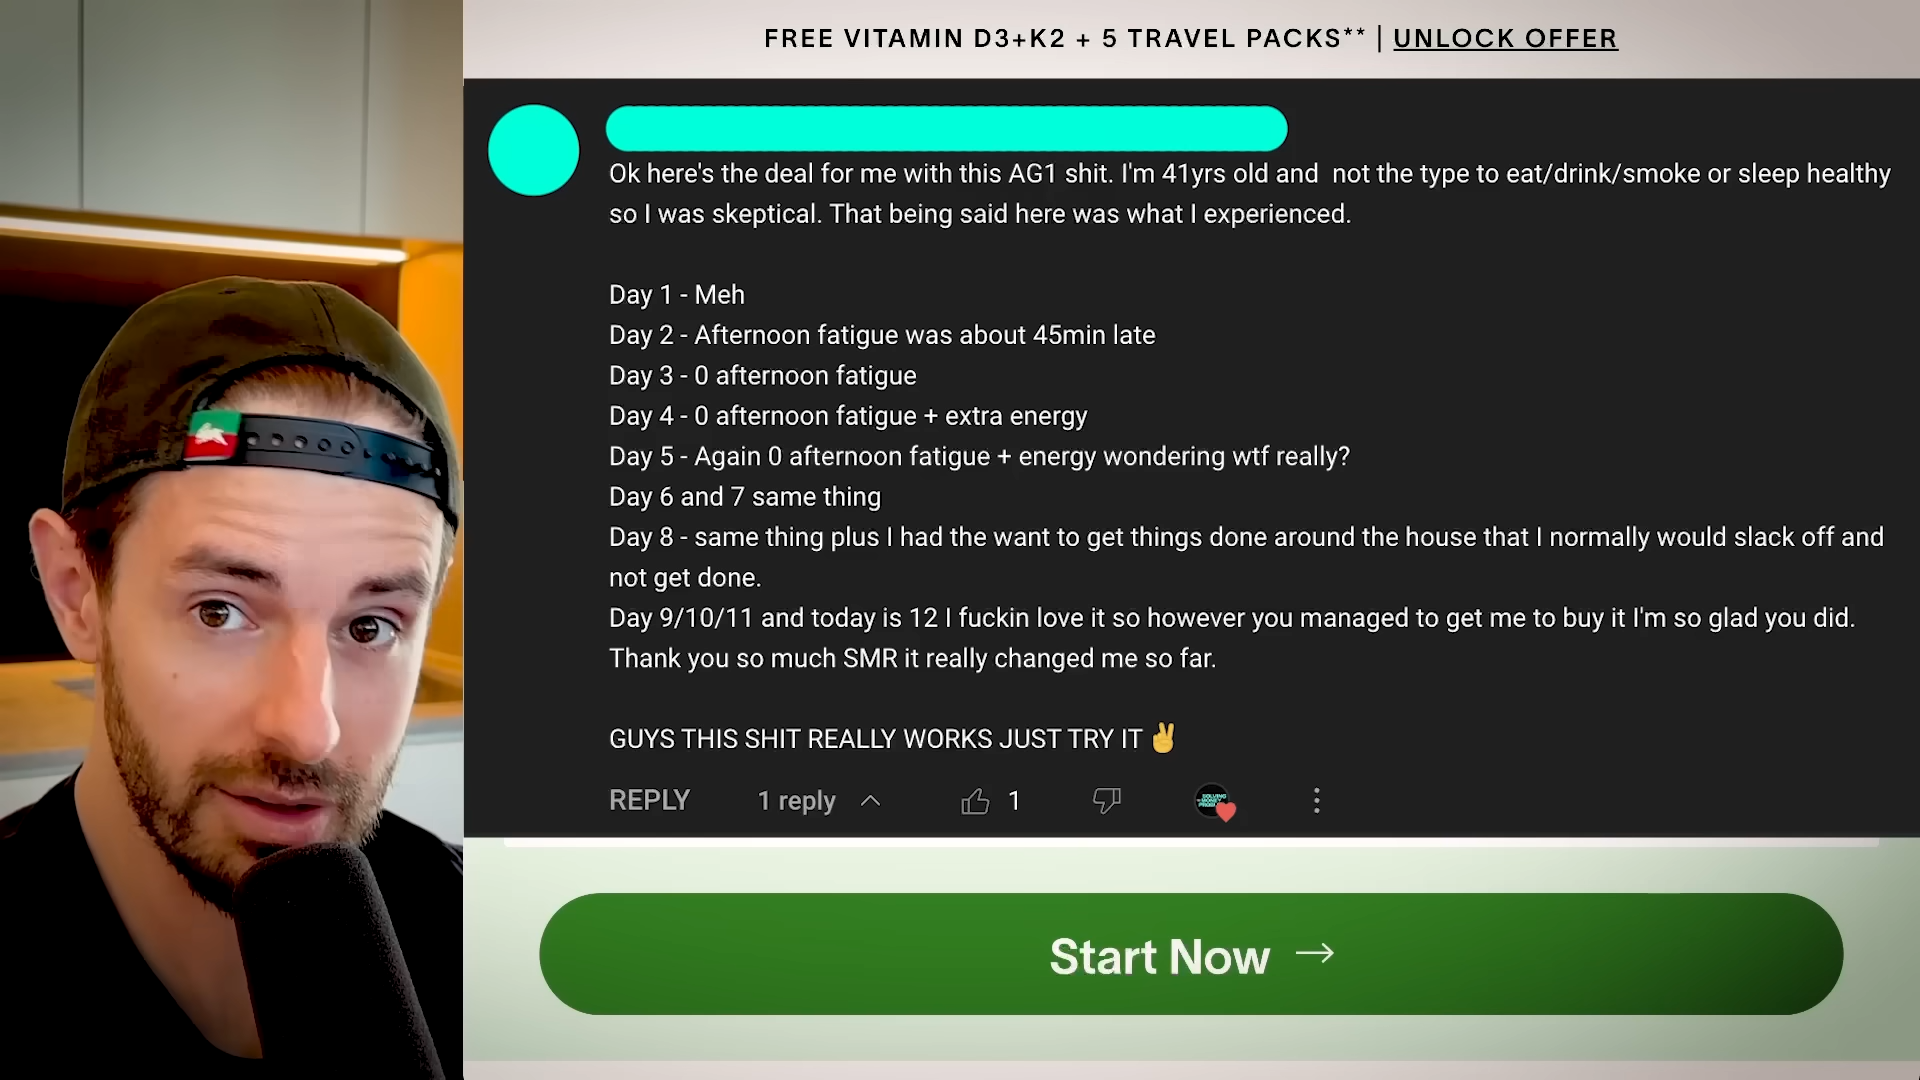 FREE VITAMIN D3+K2 + 5 TRAVEL PACKS** | UNLOCK OFFER
Ok here's the deal for me with this AG1 shit. I'm 41yrs old and  not the type to eat/drink/smoke or sleep healthy
so I was skeptical. That being said here was what I experienced.
Day 1 - Meh
Day 2 - Afternoon fatigue was about 45min late
Day 3 - 0 afternoon fatigue
Day 4 - 0 afternoon fatigue + extra energy
Day 5 - Again 0 afternoon fatigue + energy wondering wtf really?
Day 6 and 7 same thing
Day 8 - same thing plus I had the want to get things done around the house that I normally would slack off and
not get done.
Day 9/10/11 and today is 12 I fuckin love it so however you managed to get me to buy it I'm so glad you did.
Thank you so much SMR it really changed me so far.
GUYS THIS SHIT REALLY WORKS JUST TRY IT ✌️
REPLY 1 reply 1
Start Now →